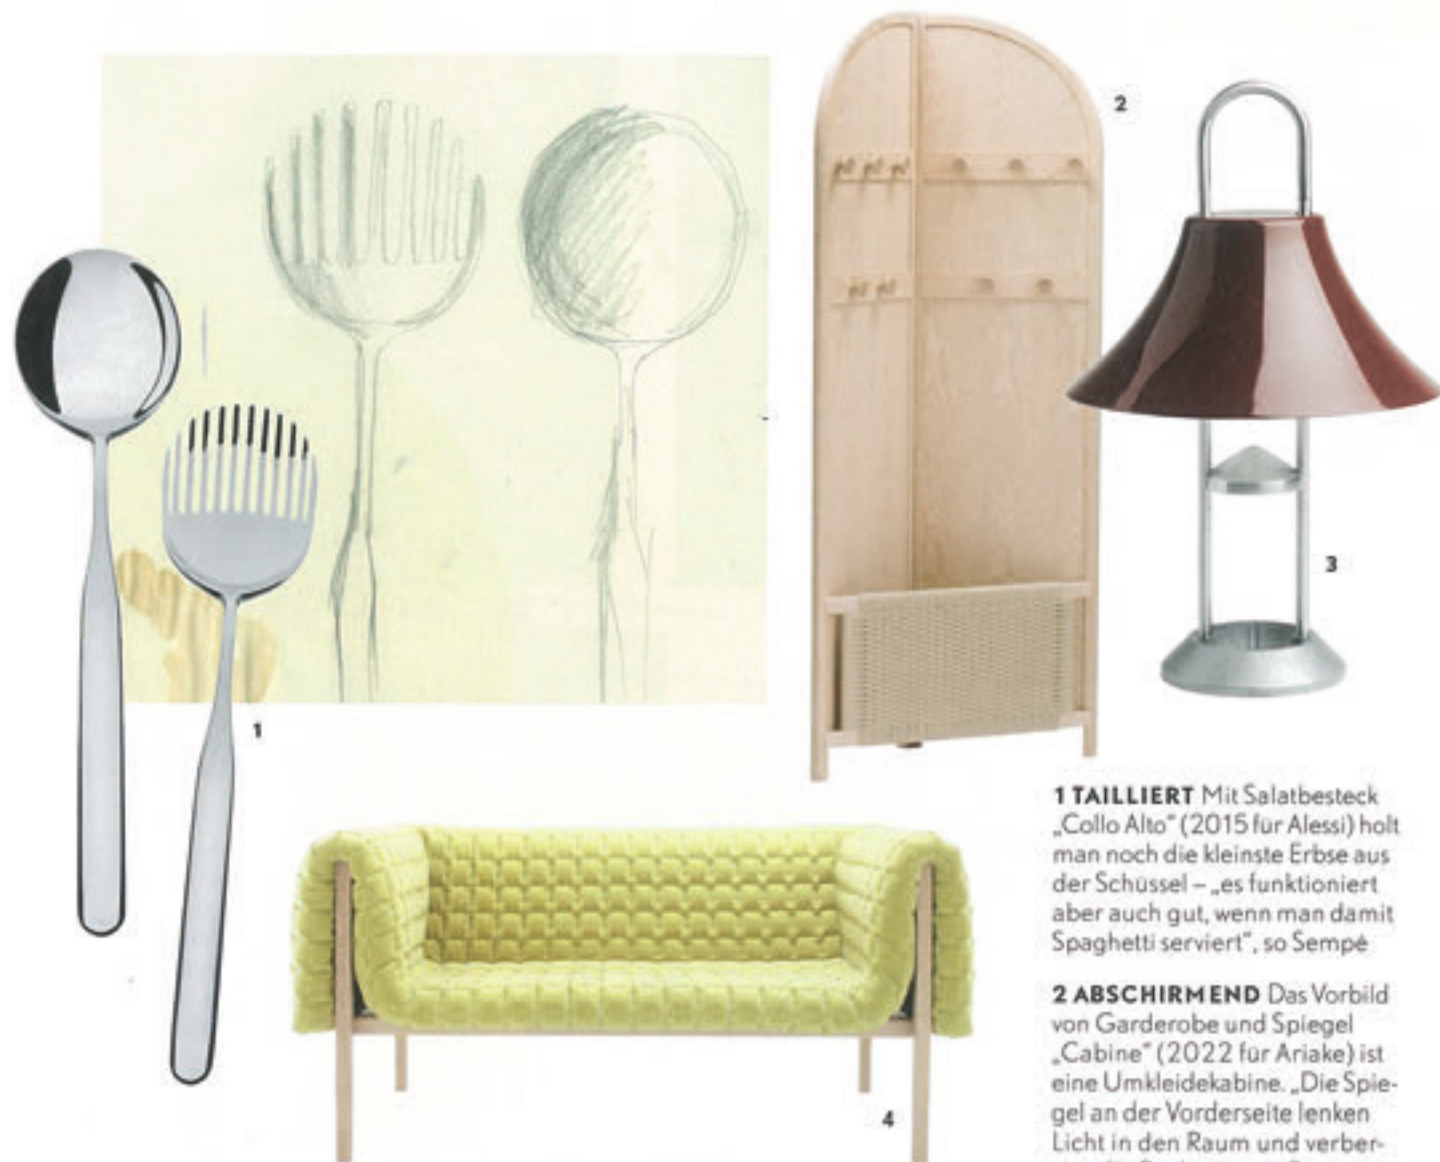 2
3
1
4
1 TAILLIERT Mit Salatbesteck
„Collo Alto“ (2015 für Alessi) holt
man noch die kleinste Erbse aus
der Schüssel – „es funktioniert
aber auch gut, wenn man damit
Spaghetti serviert“, so Sempé
2 ABSCHIRMEND Das Vorbild
von Garderobe und Spiegel
„Cabine“ (2022 für Ariake) ist
eine Umkleidekabine. „Die Spie-
gel an der Vorderseite lenken
Licht in den Raum und verber-